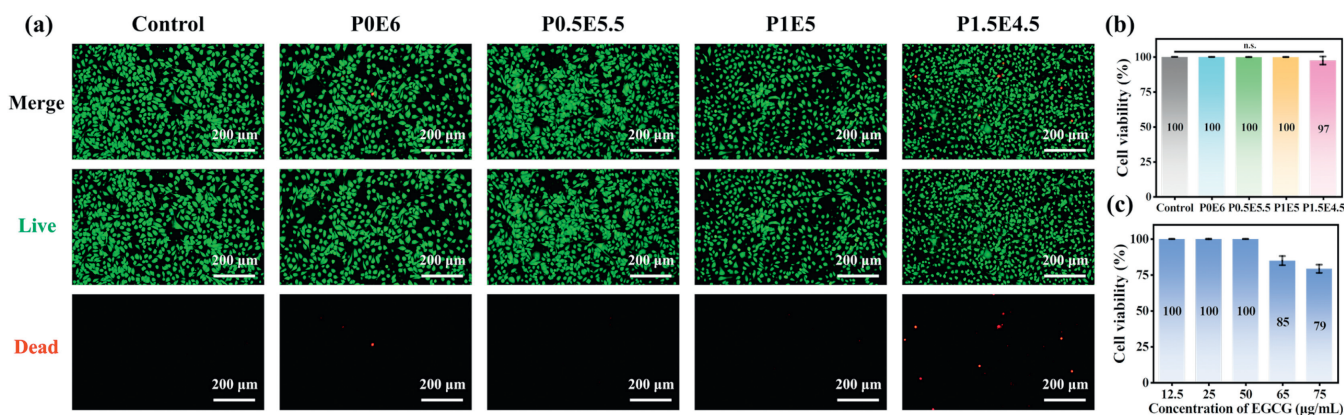 (a)
Control P0E6 P0.5E5.5 P1E5 P1.5E4.5
Merge
200 μm 200 μm 200 μm 200 μm 200 μm
Live
200 μm 200 μm 200 μm 200 μm 200 μm
Dead
200 μm 200 μm 200 μm 200 μm 200 μm
(b)
n.s.
Cell viability (%)
100
75
50
25
0
100 100 100 100 97
Control P0E6 P0.5E5.5 P1E5 P1.5E4.5
(c)
Cell viability (%)
100
75
50
25
0
100 100 100 85 79
12.5 25 50 65 75
Concentration of EGCG (μg/mL)